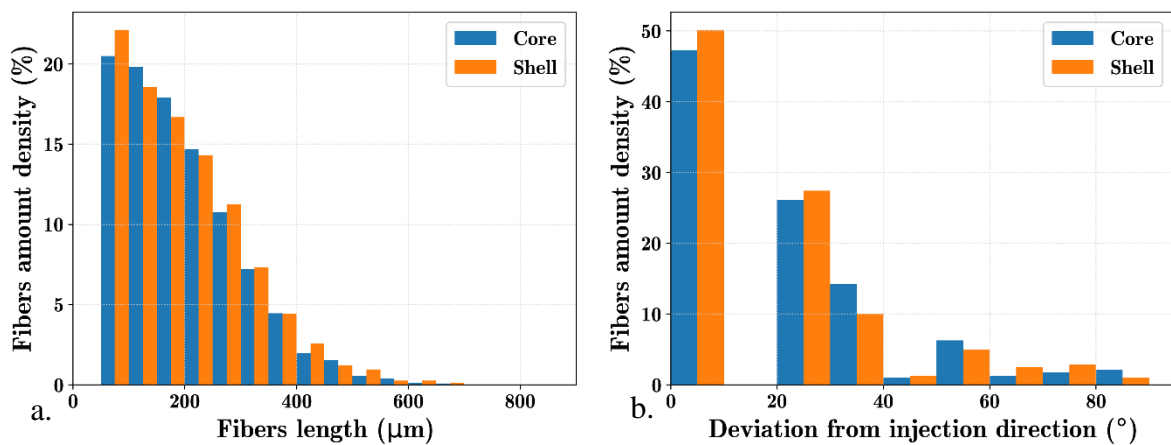 Fibers amount density (%)
20
15
10
5
0
0
200
400
600
800
Fibers length (μm)
Core
Shell
a.
Fibers amount density (%)
50
40
30
20
10
0
0
20
40
60
80
Deviation from injection direction (°)
Core
Shell
b.